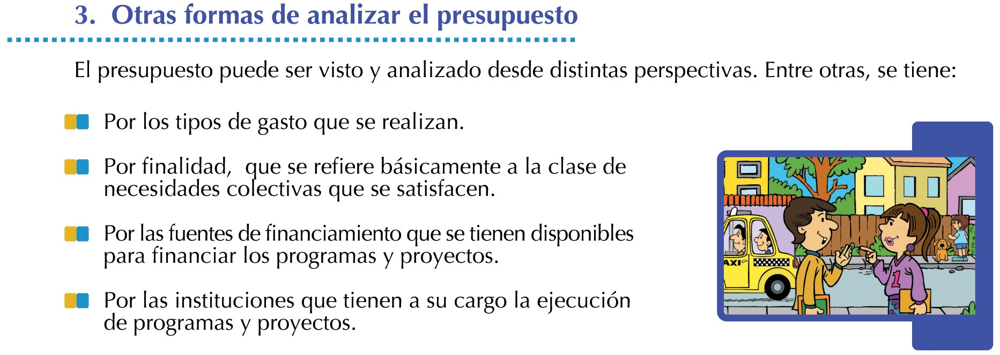 3. Otras formas de analizar el presupuesto
El presupuesto puede ser visto y analizado desde distintas perspectivas. Entre otras, se tiene:
Por los tipos de gasto que se realizan.
Por finalidad, que se refiere básicamente a la clase de
necesidades colectivas que se satisfacen.
Por las fuentes de financiamiento que se tienen disponibles
para financiar los programas y proyectos.
Por las instituciones que tienen a su cargo la ejecución
de programas y proyectos.
AXI
1